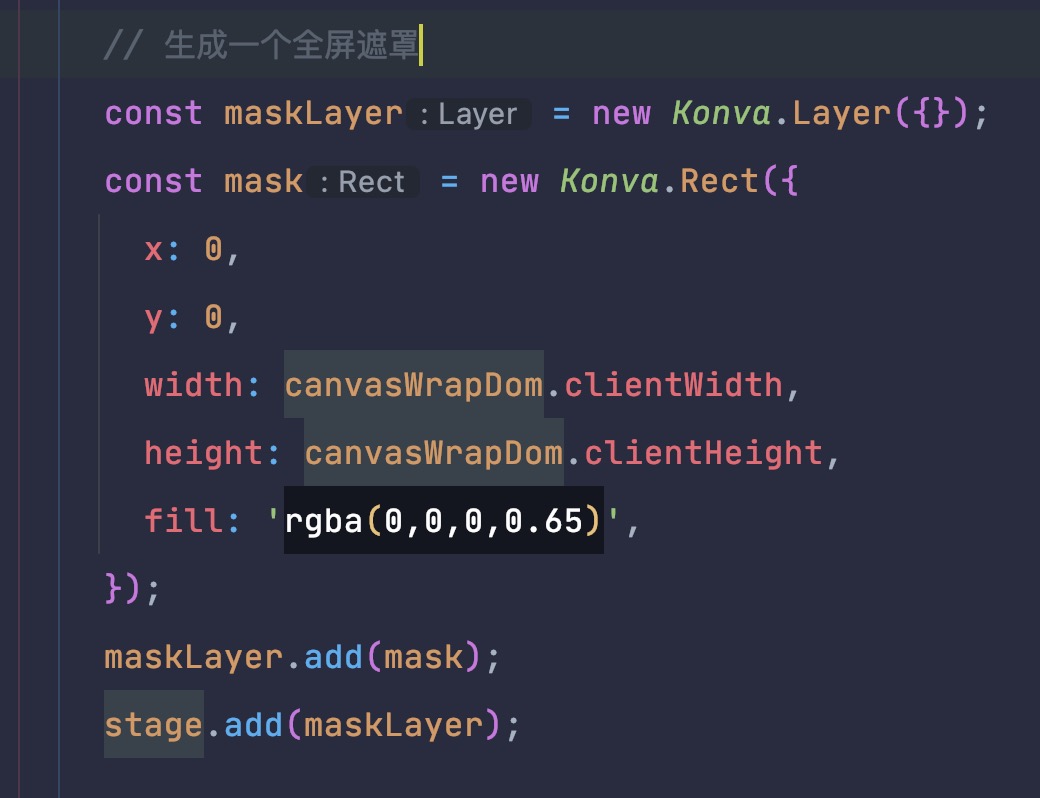 // 生成一个全屏遮罩
const maskLayer : Layer = new Konva.Layer({});
const mask : Rect = new Konva.Rect({
x: 0,
y: 0,
width: canvasWrapDom.clientWidth,
height: canvasWrapDom.clientHeight,
fill: 'rgba(0,0,0,0.65)',
});
maskLayer.add(mask);
stage.add(maskLayer);